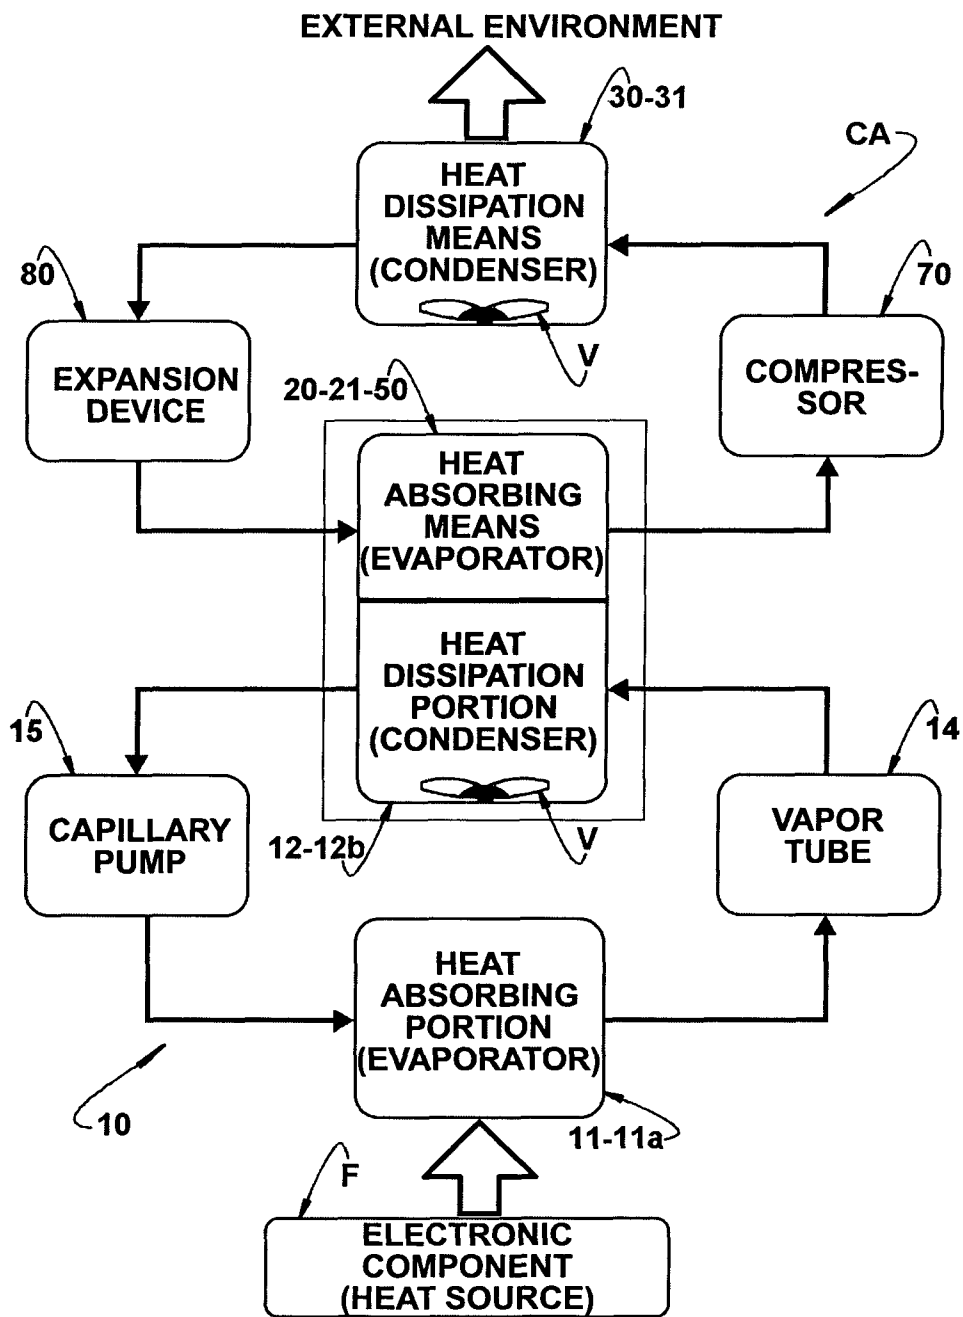 EXTERNAL ENVIRONMENT
30-31
CA
HEAT
DISSIPATION
MEANS
(CONDENSER)
80
70
V
EXPANSION
DEVICE
COMPRES-
SOR
20-21-50
HEAT
ABSORBING
MEANS
(EVAPORATOR)
HEAT
DISSIPATION
PORTION
(CONDENSER)
15
14
CAPILLARY
PUMP
VAPOR
TUBE
12-12b
V
HEAT
ABSORBING
PORTION
(EVAPORATOR)
10
11-11a
F
ELECTRONIC
COMPONENT
(HEAT SOURCE)